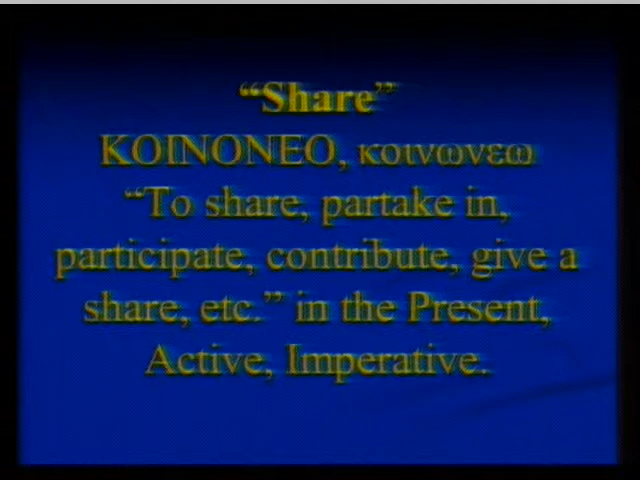 “Share”
KOINONEO, κοινωνεω
“To share, partake in,
participate, contribute, give a
share, etc.” in the Present,
Active, Imperative.